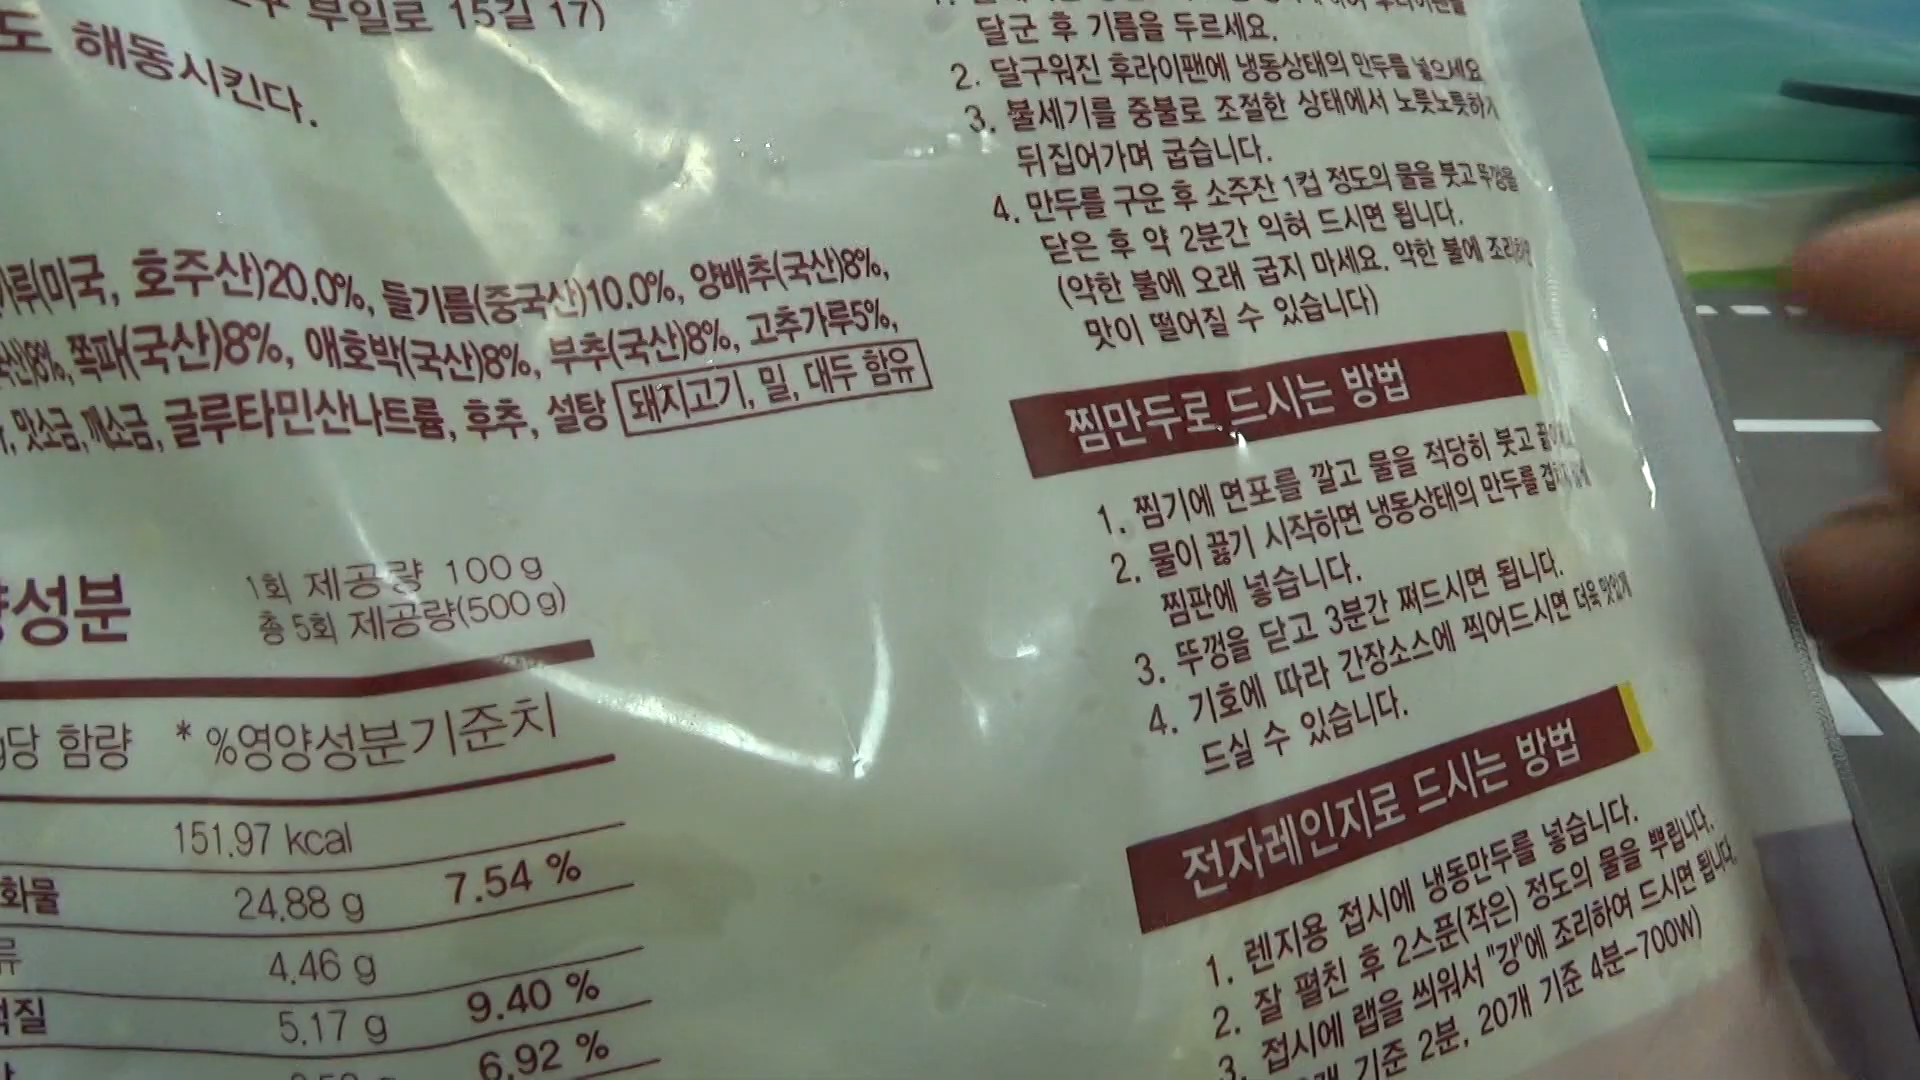 부일로 15길 17)
도 해동시킨다.
가루(미국, 호주산)20.0%, 들기름(중국산)10.0%, 양배추(국산)8%,
쪽파(국산)8%, 애호박(국산)8%, 부추(국산)8%, 고추가루5%,
맛소금, 깨소금, 글루타민산나트륨, 후추, 설탕 돼지고기, 밀, 대두 함유
성분
1회 제공량 100 g
총 5회 제공량(500 g)
당 함량 * %영양성분기준치
151.97 kcal
화물 24.88 g 7.54 %
류 4.46 g
질 5.17 g 9.40 %
6.92 %
달군 후 기름을 두르세요.
2. 달구워진 후라이팬에 냉동상태의 만두를 넣으세요
3. 불세기를 중불로 조절한 상태에서 노릇노릇하게
뒤집어가며 굽습니다.
4. 만두를 구운 후 소주잔 1컵 정도의 물을 붓고 뚜껑을
닫은 후 약 2분간 익혀 드시면 됩니다.
(약한 불에 오래 굽지 마세요. 약한 불에 조리하면
맛이 떨어질 수 있습니다)
찜만두로 드시는 방법
1. 찜기에 면포를 깔고 물을 적당히 붓고
2. 물이 끓기 시작하면 냉동상태의 만두를
찜판에 넣습니다.
3. 뚜껑을 닫고 3분간 쪄드시면 됩니다.
4. 기호에 따라 간장소스에 찍어드시면 더욱 맛있게
드실 수 있습니다.
전자레인지로 드시는 방법
1. 렌지용 접시에 냉동만두를 넣습니다.
2. 잘 펼친 후 2스푼(작은) 정도의 물을 뿌립니다.
3. 접시에 랩을 씌워서 "강"에 조리하여 드시면 됩니다.
기준 2분, 20개 기준 4분-700W)